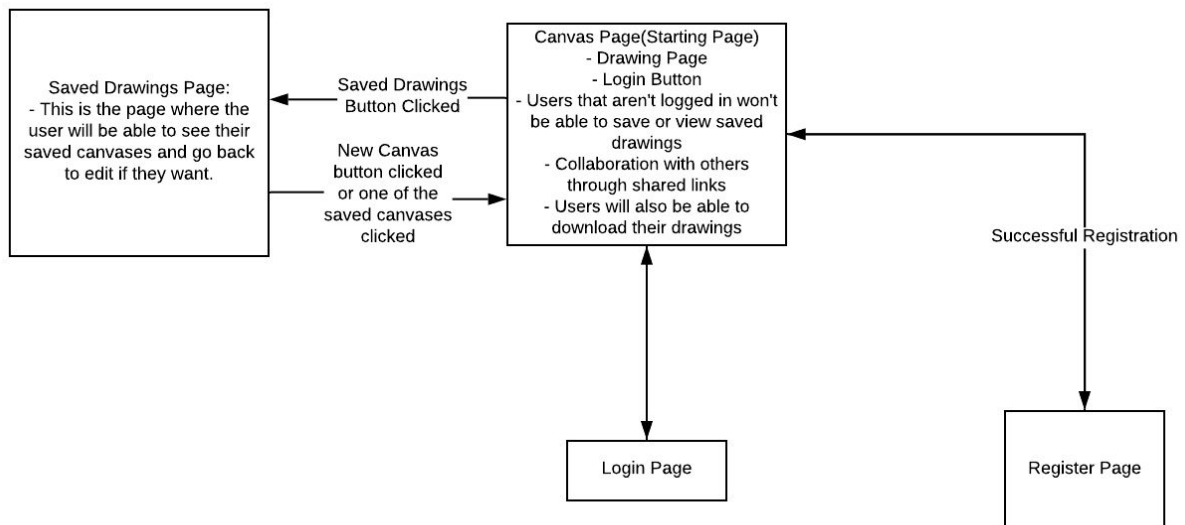 Saved Drawings Page:
- This is the page where the
user will be able to see their
saved canvases and go back
to edit if they want.
Saved Drawings
Button Clicked
New Canvas
button clicked
or one of the
saved canvases
clicked
Canvas Page(Starting Page)
- Drawing Page
- Login Button
- Users that aren't logged in won't
be able to save or view saved
drawings
- Collaboration with others
through shared links
- Users will also be able to
download their drawings
Successful Registration
Login Page
Register Page